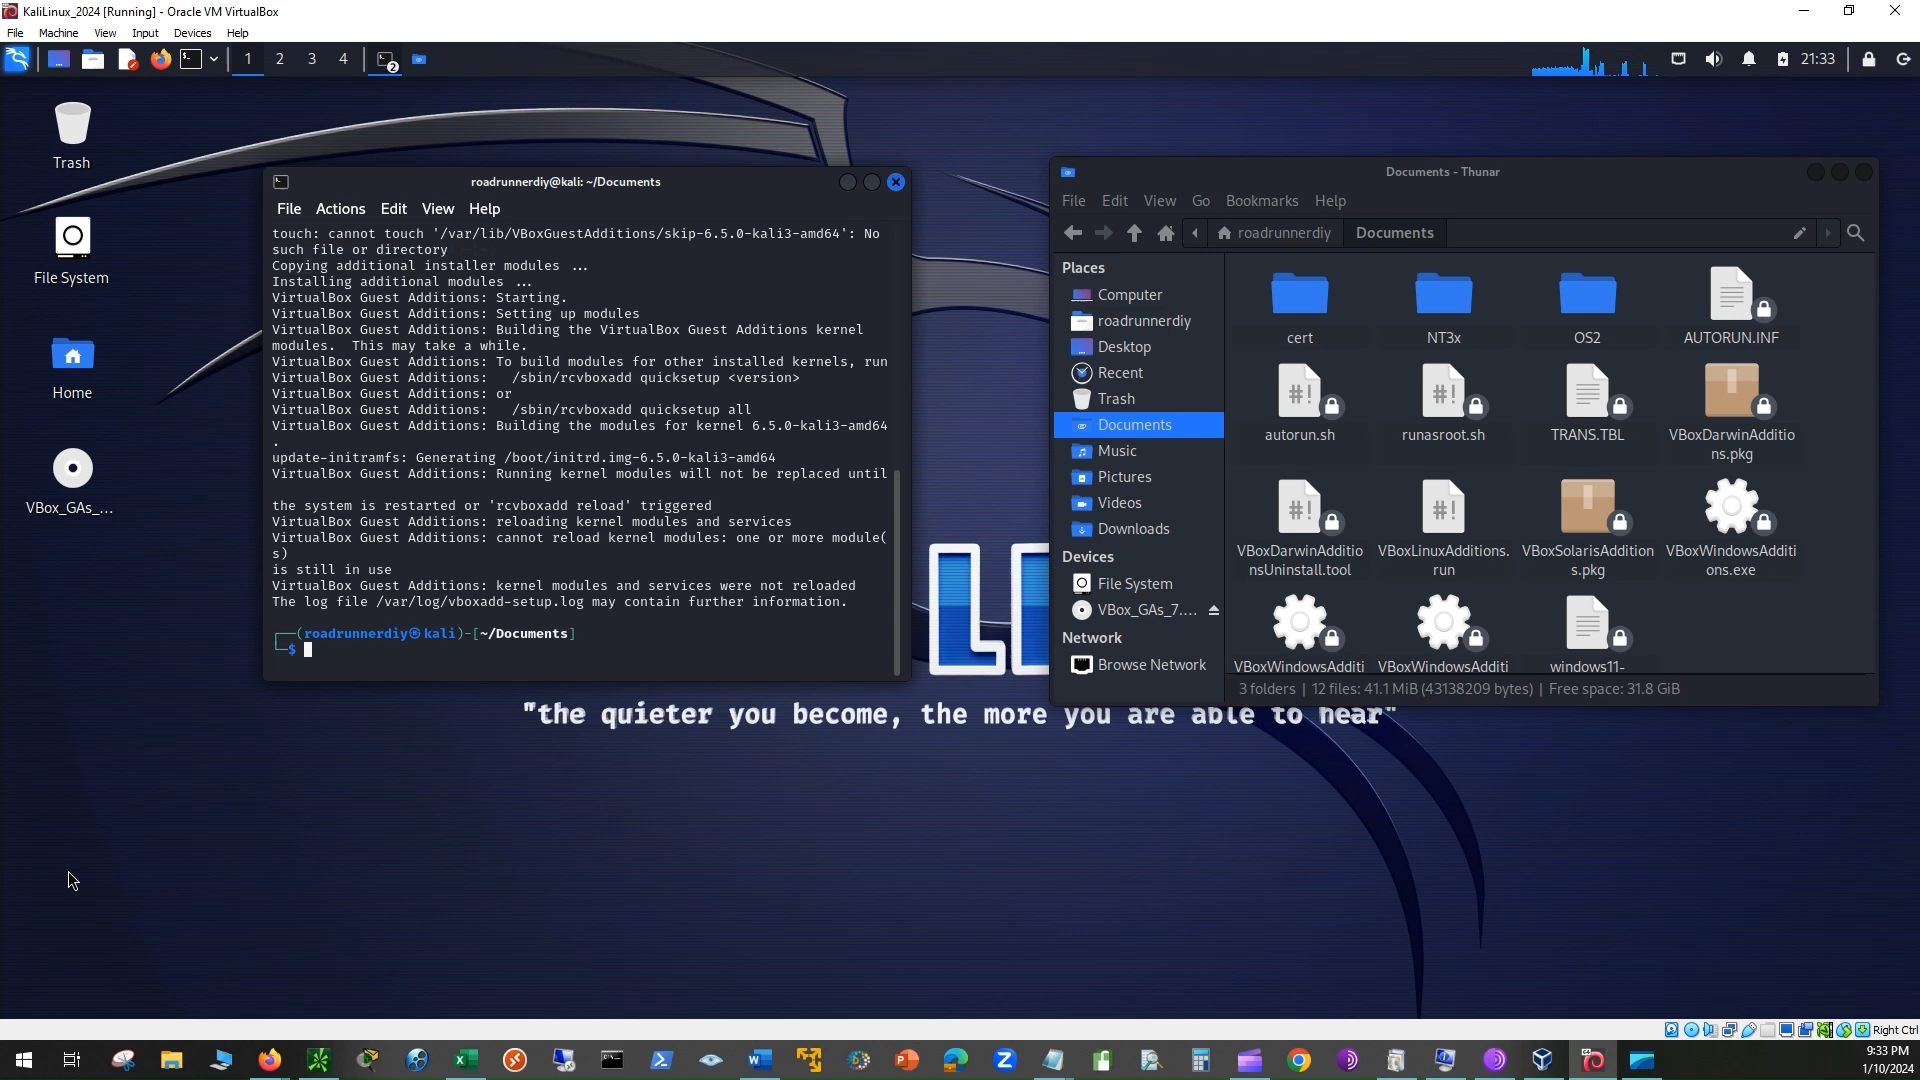 KaliLinux_2024 [Running] - Oracle VM VirtualBox
File Machine View Input Devices Help
1 2 3 4 2 21:33
Trash
File System
Home
VBox_GAs_...
roadrunnerdiy@kali: ~/Documents
File Actions Edit View Help
touch: cannot touch '/var/lib/VBoxGuestAdditions/skip-6.5.0-kali3-amd64': No
such file or directory
Copying additional installer modules ...
Installing additional modules ...
VirtualBox Guest Additions: Starting.
VirtualBox Guest Additions: Setting up modules
VirtualBox Guest Additions: Building the VirtualBox Guest Additions kernel
modules.  This may take a while.
VirtualBox Guest Additions: To build modules for other installed kernels, run
VirtualBox Guest Additions:   /sbin/rcvboxadd quicksetup <version>
VirtualBox Guest Additions: or
VirtualBox Guest Additions:   /sbin/rcvboxadd quicksetup all
VirtualBox Guest Additions: Building the modules for kernel 6.5.0-kali3-amd64
.
update-initramfs: Generating /boot/initrd.img-6.5.0-kali3-amd64
VirtualBox Guest Additions: Running kernel modules will not be replaced until
the system is restarted or 'rcvboxadd reload' triggered
VirtualBox Guest Additions: reloading kernel modules and services
VirtualBox Guest Additions: cannot reload kernel modules: one or more module(
s)
is still in use
VirtualBox Guest Additions: kernel modules and services were not reloaded
The log file /var/log/vboxadd-setup.log may contain further information.
┌──(roadrunnerdiy㉿kali)-[~/Documents]
└─$
Documents - Thunar
File Edit View Go Bookmarks Help
roadrunnerdiy Documents
Places
Computer
roadrunnerdiy
Desktop
Recent
Trash
Documents
Music
Pictures
Videos
Downloads
Devices
File System
VBox_GAs_7....
Network
Browse Network
cert NT3x OS2 AUTORUN.INF
#! #!
autorun.sh runasroot.sh TRANS.TBL VBoxDarwinAdditio
ns.pkg
#! #!
VBoxDarwinAdditio VBoxLinuxAdditions. VBoxSolarisAddition VBoxWindowsAdditi
nsUninstall.tool run s.pkg ons.exe
VBoxWindowsAdditi VBoxWindowsAdditi windows11-
3 folders | 12 files: 41.1 MiB (43138209 bytes) | Free space: 31.8 GiB
"the quieter you become, the more you are able to hear"
Right Ctrl
9:33 PM
1/10/2024